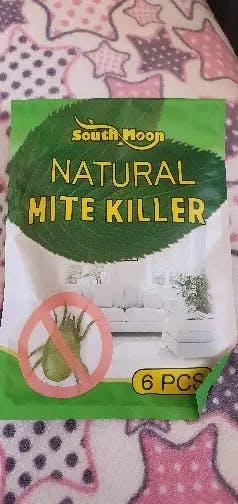 South Moon
NATURAL
MITE KILLER
6 PCS